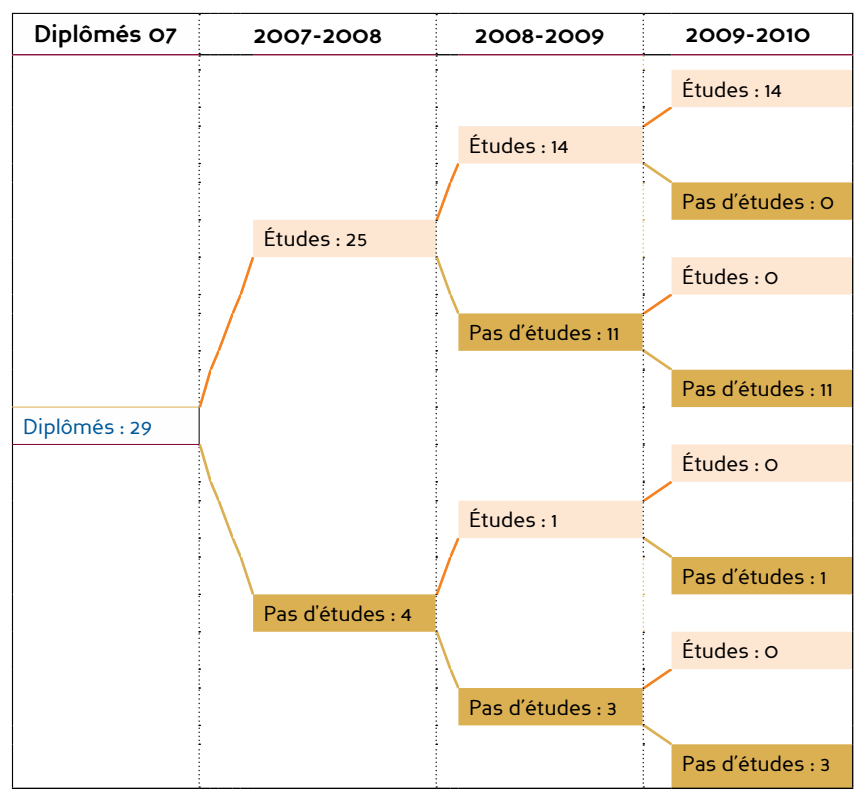 Diplômés 07 2007-2008 2008-2009 2009-2010
Études : 14
Études : 14
Pas d'études : 0
Études : 25
Études : 0
Pas d'études : 11
Pas d'études : 11
Diplômés : 29
Études : 0
Études : 1
Pas d'études : 1
Pas d'études : 4
Études : 0
Pas d'études : 3
Pas d'études : 3